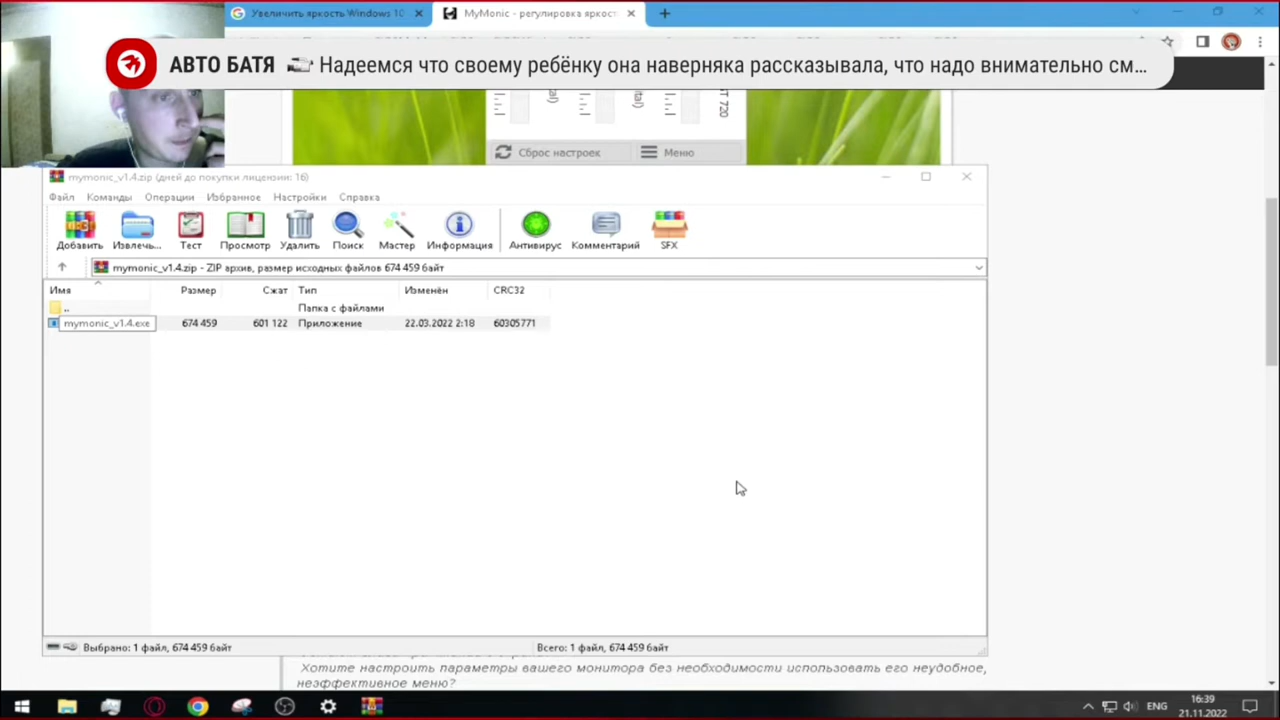 Увеличить яркость Windows 10
MyMonic - регулировка яркост
АВТО БАТЯ Надеемся что своему ребёнку она наверняка рассказывала, что надо внимательно см...
IT 720
Сброс настроек
Меню
mymonic_v1.4.zip (дней до покупки лицензии: 16)
Файл Команды Операции Избранное Настройки Справка
Добавить Извлечь... Тест Просмотр Удалить Поиск Мастер Информация Антивирус Комментарий SFX
mymonic_v1.4.zip - ZIP архив, размер исходных файлов 674 459 байт
Имя Размер Сжат Тип Изменён CRC32
.. Папка с файлами
mymonic_v1.4.exe 674 459 601 122 Приложение 22.03.2022 2:18 60305771
Выбрано: 1 файл, 674 459 байт Всего: 1 файл, 674 459 байт
Хотите настроить параметры вашего монитора без необходимости использовать его неудобное,
неэффективное меню?
ENG
16:39
21.11.2022